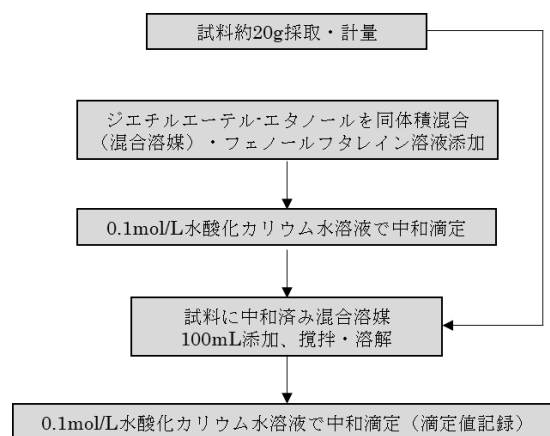 試料約20g採取・計量
ジエチルエーテル-エタノールを同体積混合
（混合溶媒）・フェノールフタレイン溶液添加
0.1mol/L水酸化カリウム水溶液で中和滴定
試料に中和済み混合溶媒
100mL添加、撹拌・溶解
0.1mol/L水酸化カリウム水溶液で中和滴定（滴定値記録）